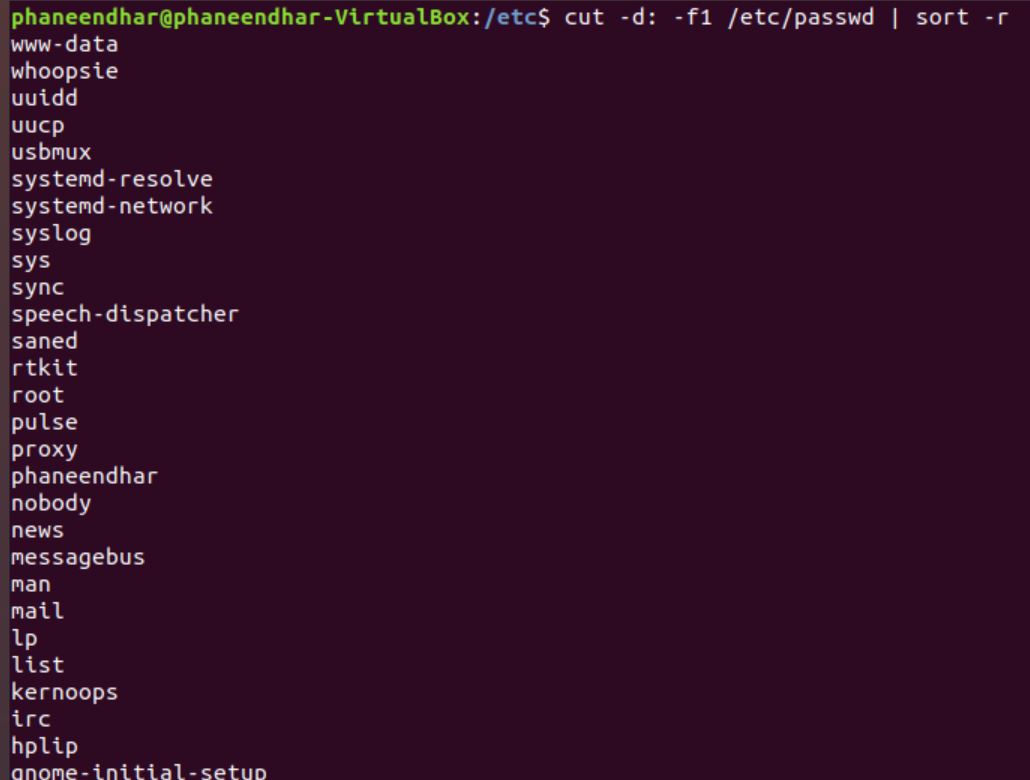 phaneendhar@phaneendhar-VirtualBox:/etc$ cut -d: -f1 /etc/passwd | sort -r
www-data
whoopsie
uuidd
uucp
usbmux
systemd-resolve
systemd-network
syslog
sys
sync
speech-dispatcher
saned
rtkit
root
pulse
proxy
phaneendhar
nobody
news
messagebus
man
mail
lp
list
kernoops
irc
hplip
gnome-initial-setup